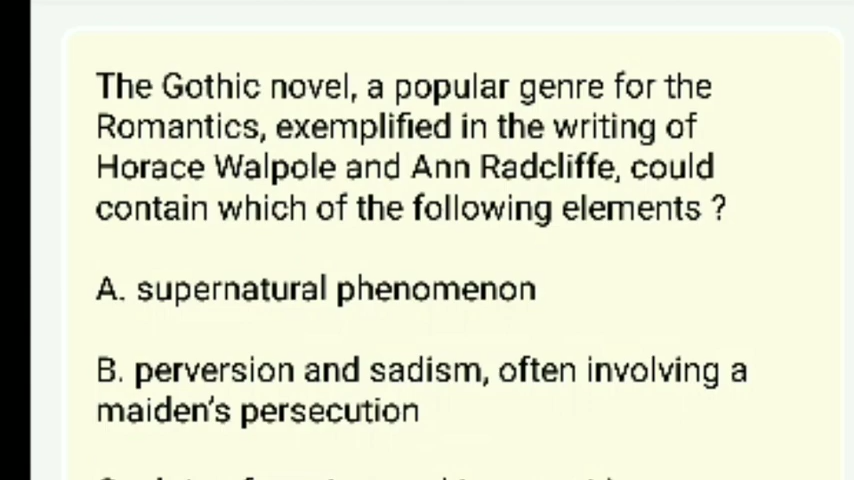 The Gothic novel, a popular genre for the
Romantics, exemplified in the writing of
Horace Walpole and Ann Radcliffe, could
contain which of the following elements ?
A. supernatural phenomenon
B. perversion and sadism, often involving a
maiden's persecution